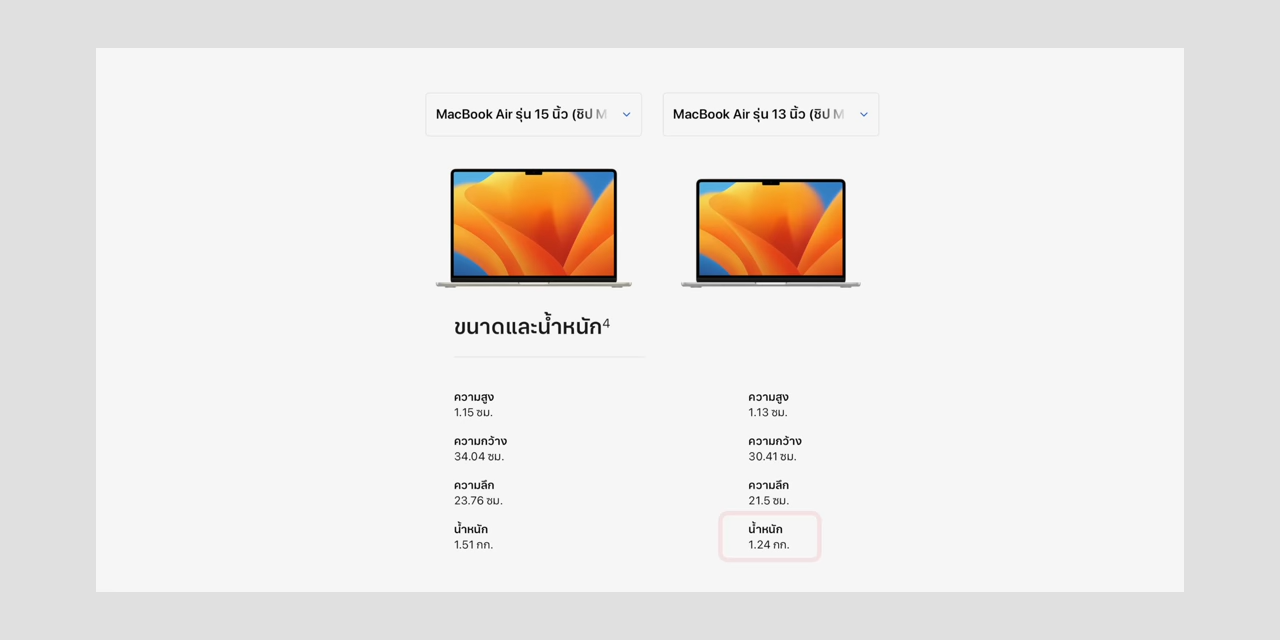 MacBook Air รุ่น 15 นิ้ว (ชิป M
MacBook Air รุ่น 13 นิ้ว (ชิป M
ขนาดและน้ำหนัก4
ความสูง
1.15 ซม.
ความกว้าง
34.04 ซม.
ความลึก
23.76 ซม.
น้ำหนัก
1.51 กก.
ความสูง
1.13 ซม.
ความกว้าง
30.41 ซม.
ความลึก
21.5 ซม.
น้ำหนัก
1.24 กก.